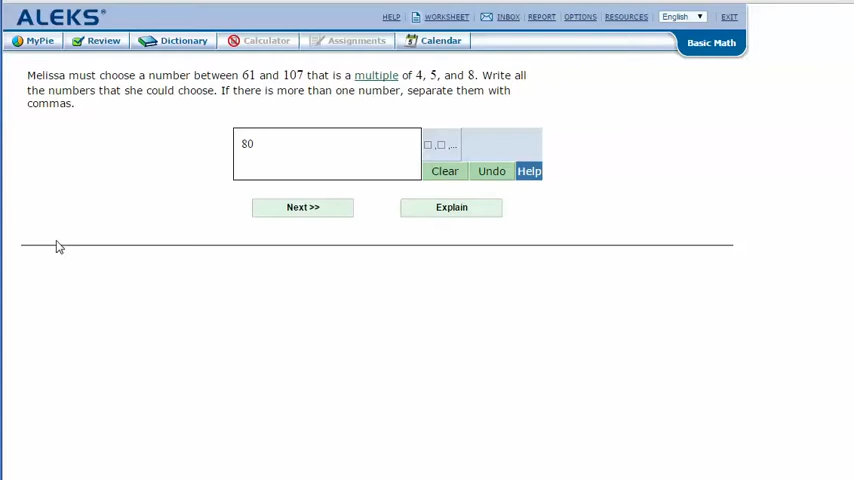 ALEKS®
HELP WORKSHEET INBOX REPORT OPTIONS RESOURCES English EXIT
MyPie Review Dictionary Calculator Assignments 5 Calendar
Basic Math
Melissa must choose a number between 61 and 107 that is a multiple of 4, 5, and 8. Write all
the numbers that she could choose. If there is more than one number, separate them with
commas.
80
□,□,...
Clear Undo Help
Next >> Explain